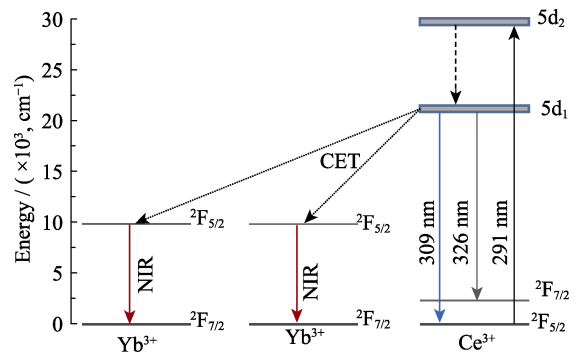 Energy / ( ×10³, cm⁻¹)
30
25
20
15
10
5
0
5d₂
5d₁
CET
²F₅/₂
²F₅/₂
NIR
NIR
309 nm
326 nm
291 nm
²F₇/₂
²F₇/₂
²F₇/₂
²F₅/₂
Yb³⁺
Yb³⁺
Ce³⁺